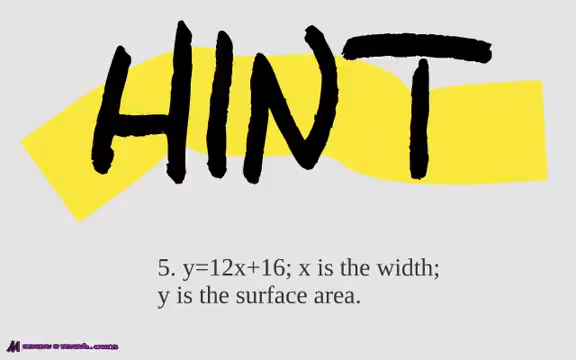 HINT
5. y=12x+16; x is the width;
y is the surface area.